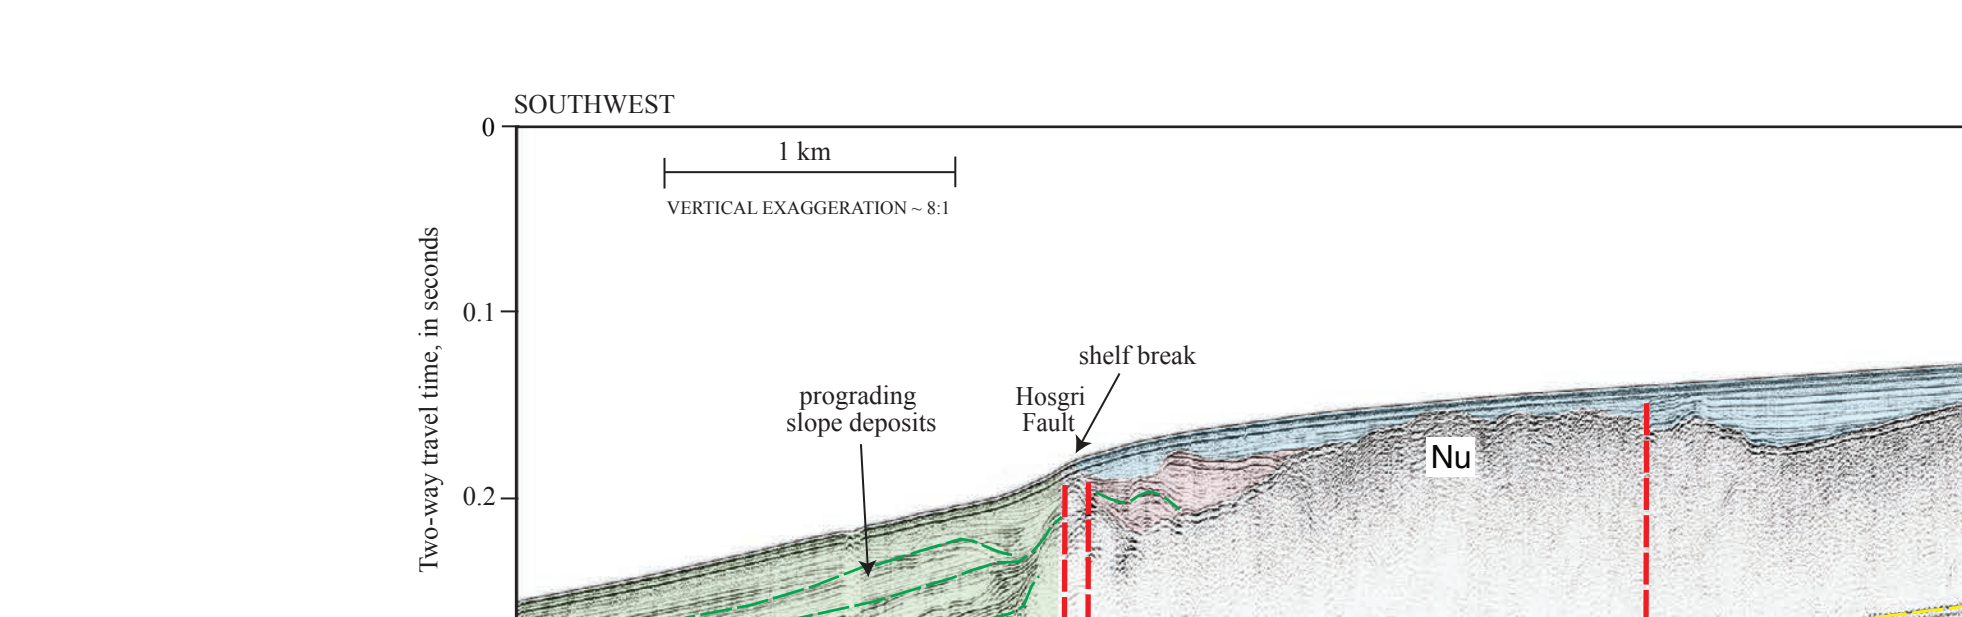 SOUTHWEST
0
1 km
VERTICAL EXAGGERATION ~ 8:1
Two-way travel time, in seconds
0.1
shelf break
prograding
slope deposits
Hosgri
Fault
Nu
0.2